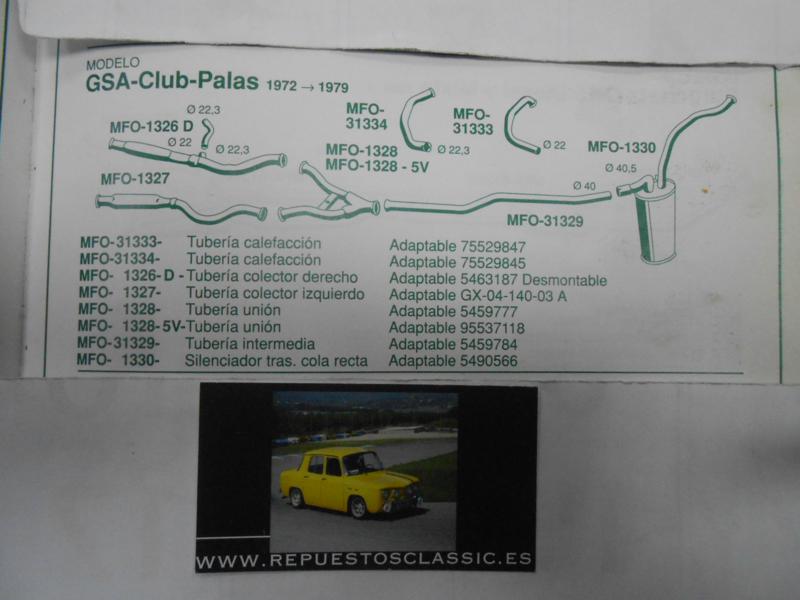 MODELO
GSA-Club-Palas 1972 → 1979
Ø 22,3
MFO-1326 D
Ø 22
Ø 22,3
MFO-31334
Ø 22,3
MFO-31333
Ø 22
MFO-1328
MFO-1328 - 5V
MFO-1330
Ø 40,5
Ø 40
MFO-1327
MFO-31329
MFO-31333- Tubería calefacción Adaptable 75529847
MFO-31334- Tubería calefacción Adaptable 75529845
MFO- 1326-D - Tubería colector derecho Adaptable 5463187 Desmontable
MFO- 1327- Tubería colector izquierdo Adaptable GX-04-140-03 A
MFO- 1328- Tubería unión Adaptable 5459777
MFO- 1328-5V- Tubería unión Adaptable 95537118
MFO-31329- Tubería intermedia Adaptable 5459784
MFO- 1330- Silenciador tras. cola recta Adaptable 5490566
WWW.REPUESTOSCLASSIC.ES